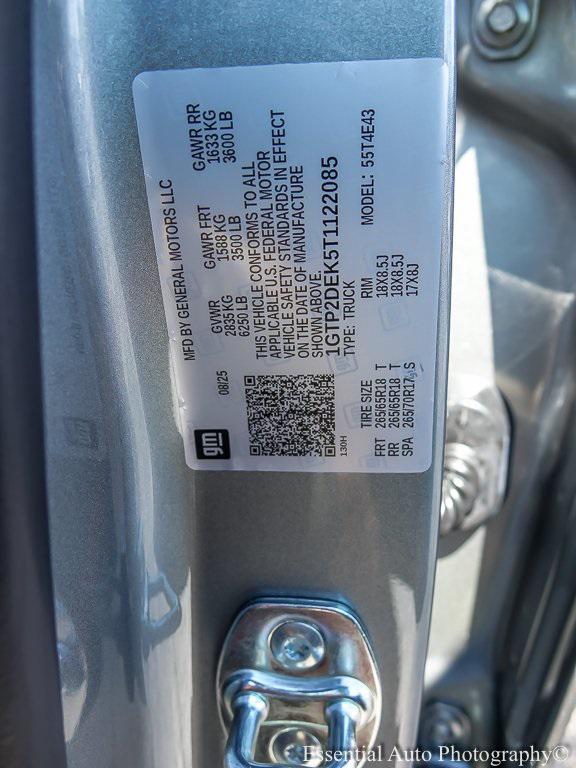 MFD BY GENERAL MOTORS LLC
08/25
GVWR GAWR FRT GAWR RR
2835 KG 1588 KG 1633 KG
6250 LB 3500 LB 3600 LB
THIS VEHICLE CONFORMS TO ALL
APPLICABLE U.S. FEDERAL MOTOR
VEHICLE SAFETY STANDARDS IN EFFECT
ON THE DATE OF MANUFACTURE
SHOWN ABOVE.
1GTP2DEK5T1122085
TYPE: TRUCK MODEL: 55T4E43
gm
130H
TIRE SIZE RIM
FRT 265/65R18 T 18X8.5J
RR 265/65R18 T 18X8.5J
SPA 265/70R17 S 17X8J
Essential Auto Photography©